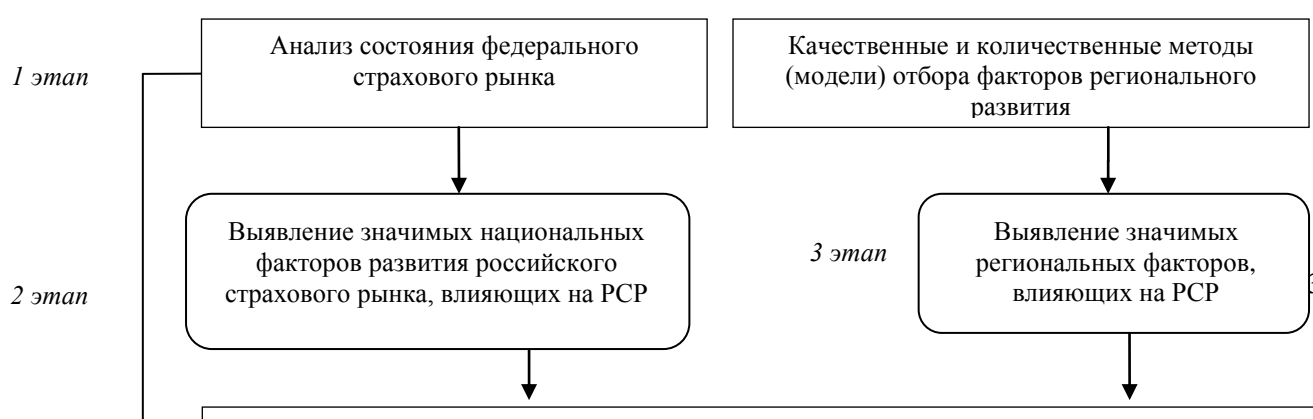 1 этап
Анализ состояния федерального
страхового рынка
Качественные и количественные методы
(модели) отбора факторов регионального
развития
2 этап
Выявление значимых национальных
факторов развития российского
страхового рынка, влияющих на РСР
3 этап
Выявление значимых
региональных факторов,
влияющих на РСР